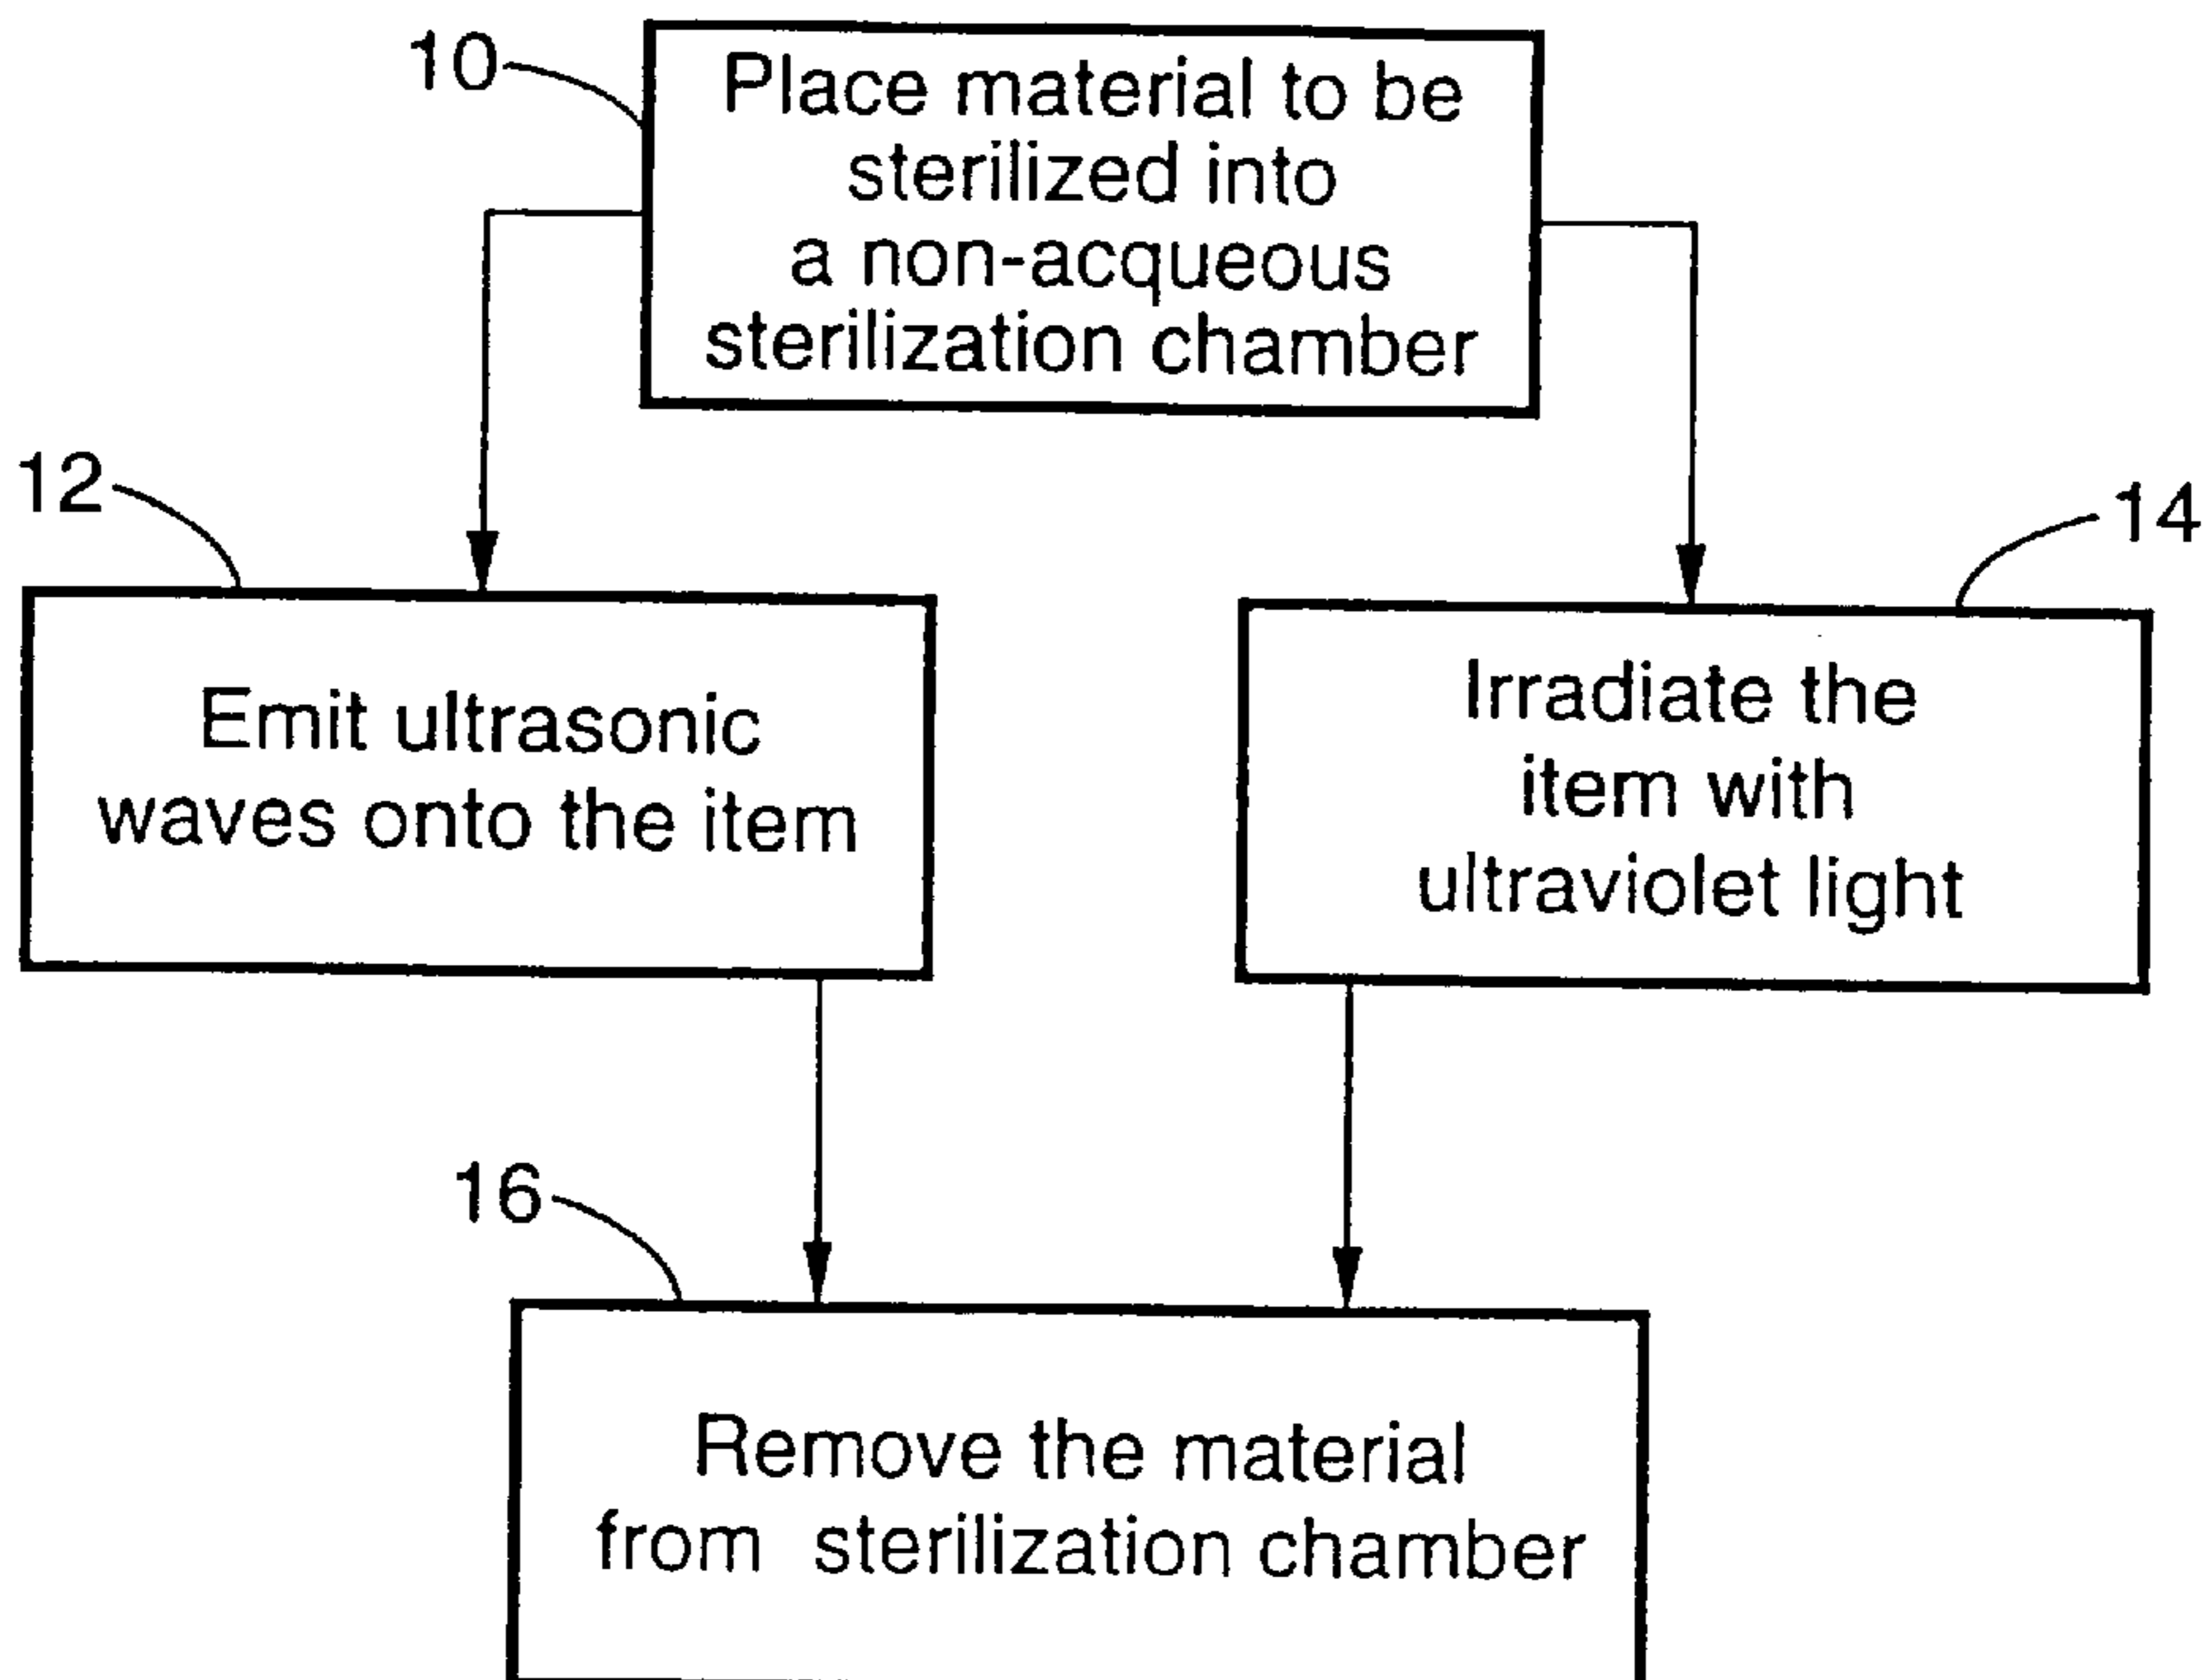 10
Place material to be
sterilized into
a non-acqueous
sterilization chamber
12
14
Emit ultrasonic
waves onto the item
Irradiate the
item with
ultraviolet light
16
Remove the material
from sterilization chamber